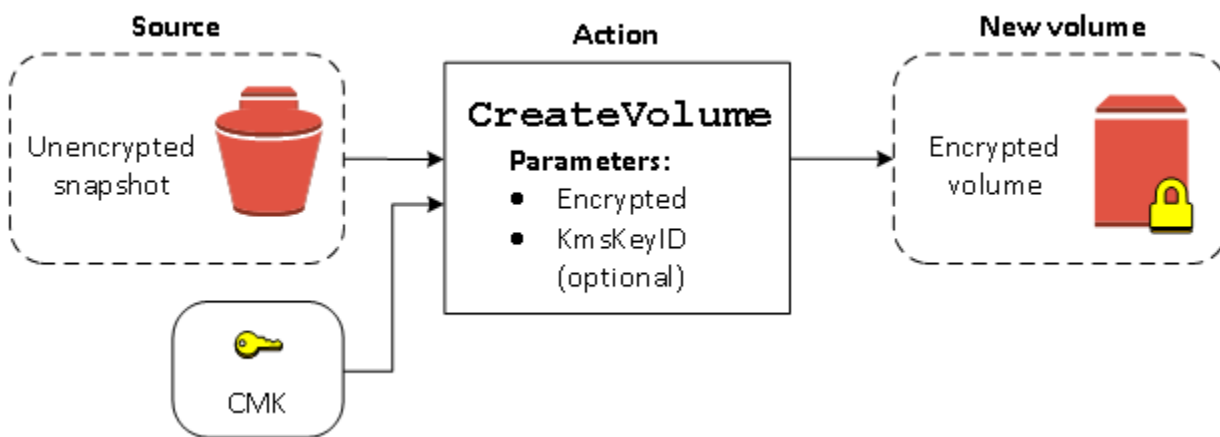 Source
Action
New volume
Unencrypted
snapshot
CreateVolume
Parameters:
● Encrypted
● KmsKeyID
(optional)
Encrypted
volume
CMK